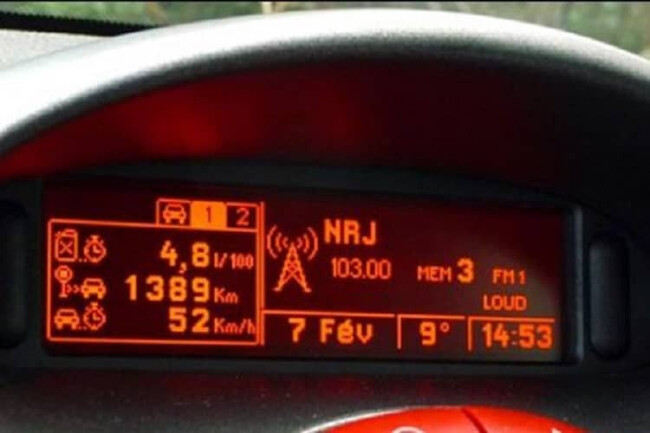 1 2
4,8 l/100
1389 Km
52 Km/h
NRJ
103.00 MEM 3 FM1
LOUD
7 Fév 9° 14:53